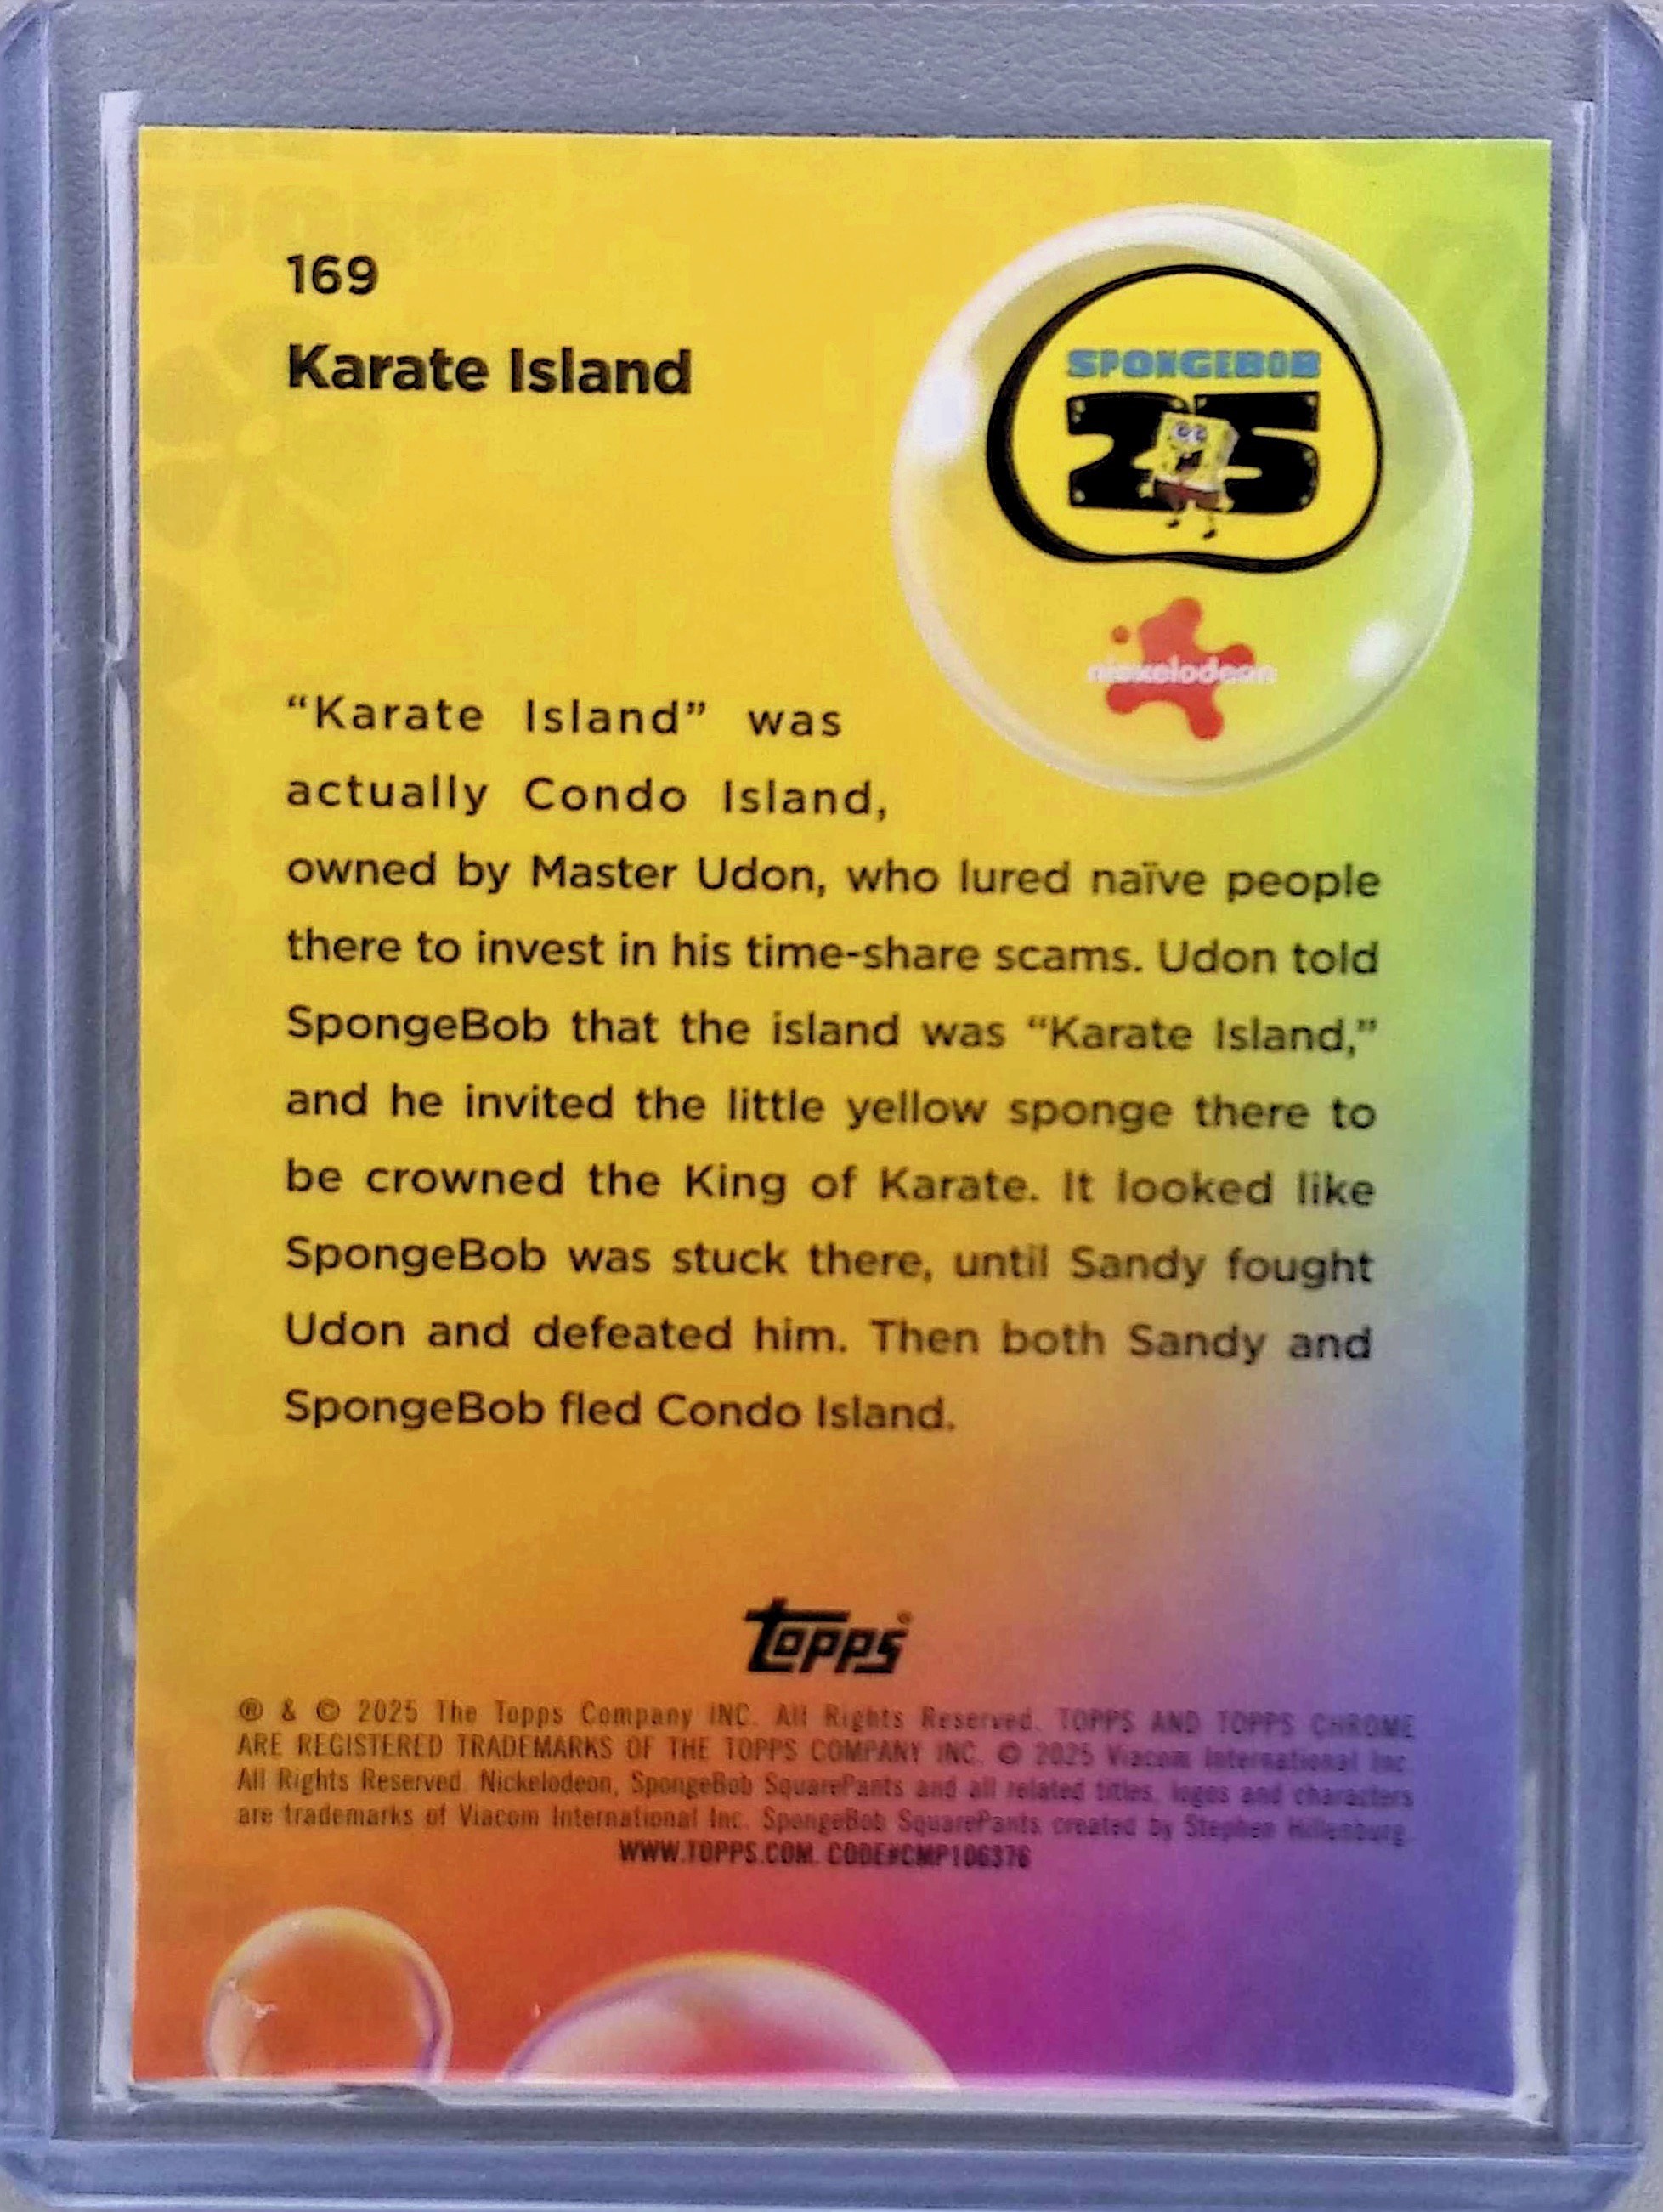 169
Karate Island
SPONGEBOB
25
nickelodeon
“Karate Island” was
actually Condo Island,
owned by Master Udon, who lured naïve people
there to invest in his time-share scams. Udon told
SpongeBob that the island was “Karate Island,”
and he invited the little yellow sponge there to
be crowned the King of Karate. It looked like
SpongeBob was stuck there, until Sandy fought
Udon and defeated him. Then both Sandy and
SpongeBob fled Condo Island.
topps
® & © 2025 The Topps Company INC. All Rights Reserved. TOPPS AND TOPPS CHROME
ARE REGISTERED TRADEMARKS OF THE TOPPS COMPANY INC. © 2025 Viacom International Inc.
All Rights Reserved. Nickelodeon, SpongeBob SquarePants and all related titles, logos and characters
are trademarks of Viacom International Inc. SpongeBob SquarePants created by Stephen Hillenburg.
WWW.TOPPS.COM. CODE#CMP106376